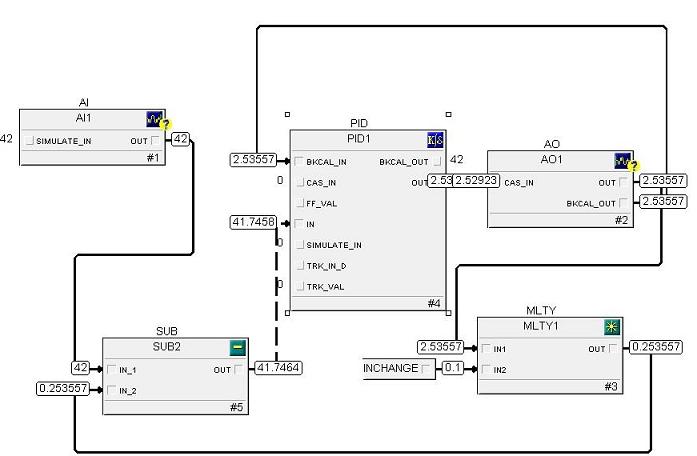 AI
AI1
?
42
SIMULATE_IN
OUT
42
#1
PID
PID1
K|S
2.53557
BKCAL_IN
BKCAL_OUT
42
0
CAS_IN
OUT
2.53
2.52923
FF_VAL
41.7458
IN
0
SIMULATE_IN
TRK_IN_D
0
TRK_VAL
#4
AO
AO1
?
CAS_IN
OUT
2.53557
BKCAL_OUT
2.53557
#2
MLTY
MLTY1
2.53557
IN1
OUT
0.253557
INCHANGE
0.1
IN2
#3
SUB
SUB2
42
IN_1
OUT
41.7464
0.253557
IN_2
#5